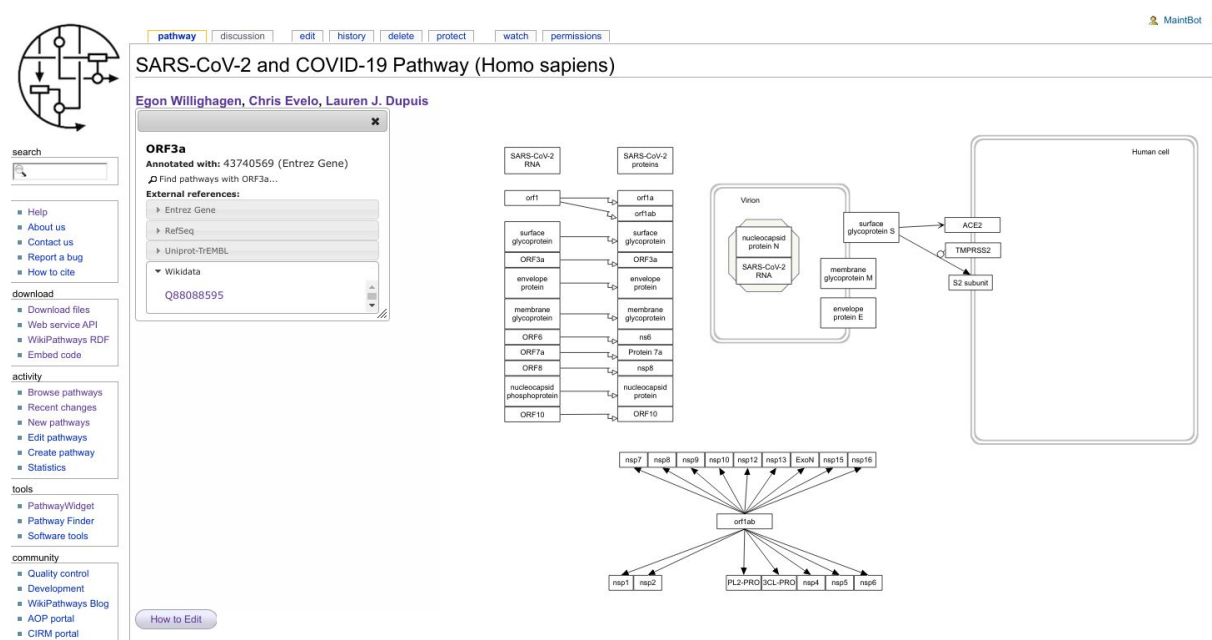 MaintBot
pathway
discussion
edit
history
delete
protect
watch
permissions
SARS-CoV-2 and COVID-19 Pathway (Homo sapiens)
Egon Willighagen, Chris Evelo, Lauren J. Dupuis
ORF3a
Annotated with: 43740569 (Entrez Gene)
Find pathways with ORF3a...
External references:
Entrez Gene
RefSeq
Uniprot-TrEMBL
Wikidata
Q88088595
search
Help
About us
Contact us
Report a bug
How to cite
download
Download files
Web service API
WikiPathways RDF
Embed code
activity
Browse pathways
Recent changes
New pathways
Edit pathways
Create pathway
Statistics
tools
PathwayWidget
Pathway Finder
Software tools
community
Quality control
Development
WikiPathways Blog
AOP portal
CIRM portal
How to Edit
SARS-CoV-2
RNA
SARS-CoV-2
proteins
orf1
orf1a
orf1ab
surface
glycoprotein
surface
glycoprotein
ORF3a
ORF3a
envelope
protein
envelope
protein
membrane
glycoprotein
membrane
glycoprotein
ORF6
ns6
ORF7a
Protein 7a
ORF8
nsp8
nucleocapsid
phosphoprotein
nucleocapsid
protein
ORF10
ORF10
Virion
nucleocapsid
protein N
SARS-CoV-2
RNA
surface
glycoprotein S
membrane
glycoprotein M
envelope
protein E
Human cell
ACE2
TMPRSS2
S2 subunit
nsp7
nsp8
nsp9
nsp10
nsp12
nsp13
ExoN
nsp15
nsp16
orf1ab
nsp1
nsp2
PL2-PRO
3CL-PRO
nsp4
nsp5
nsp6